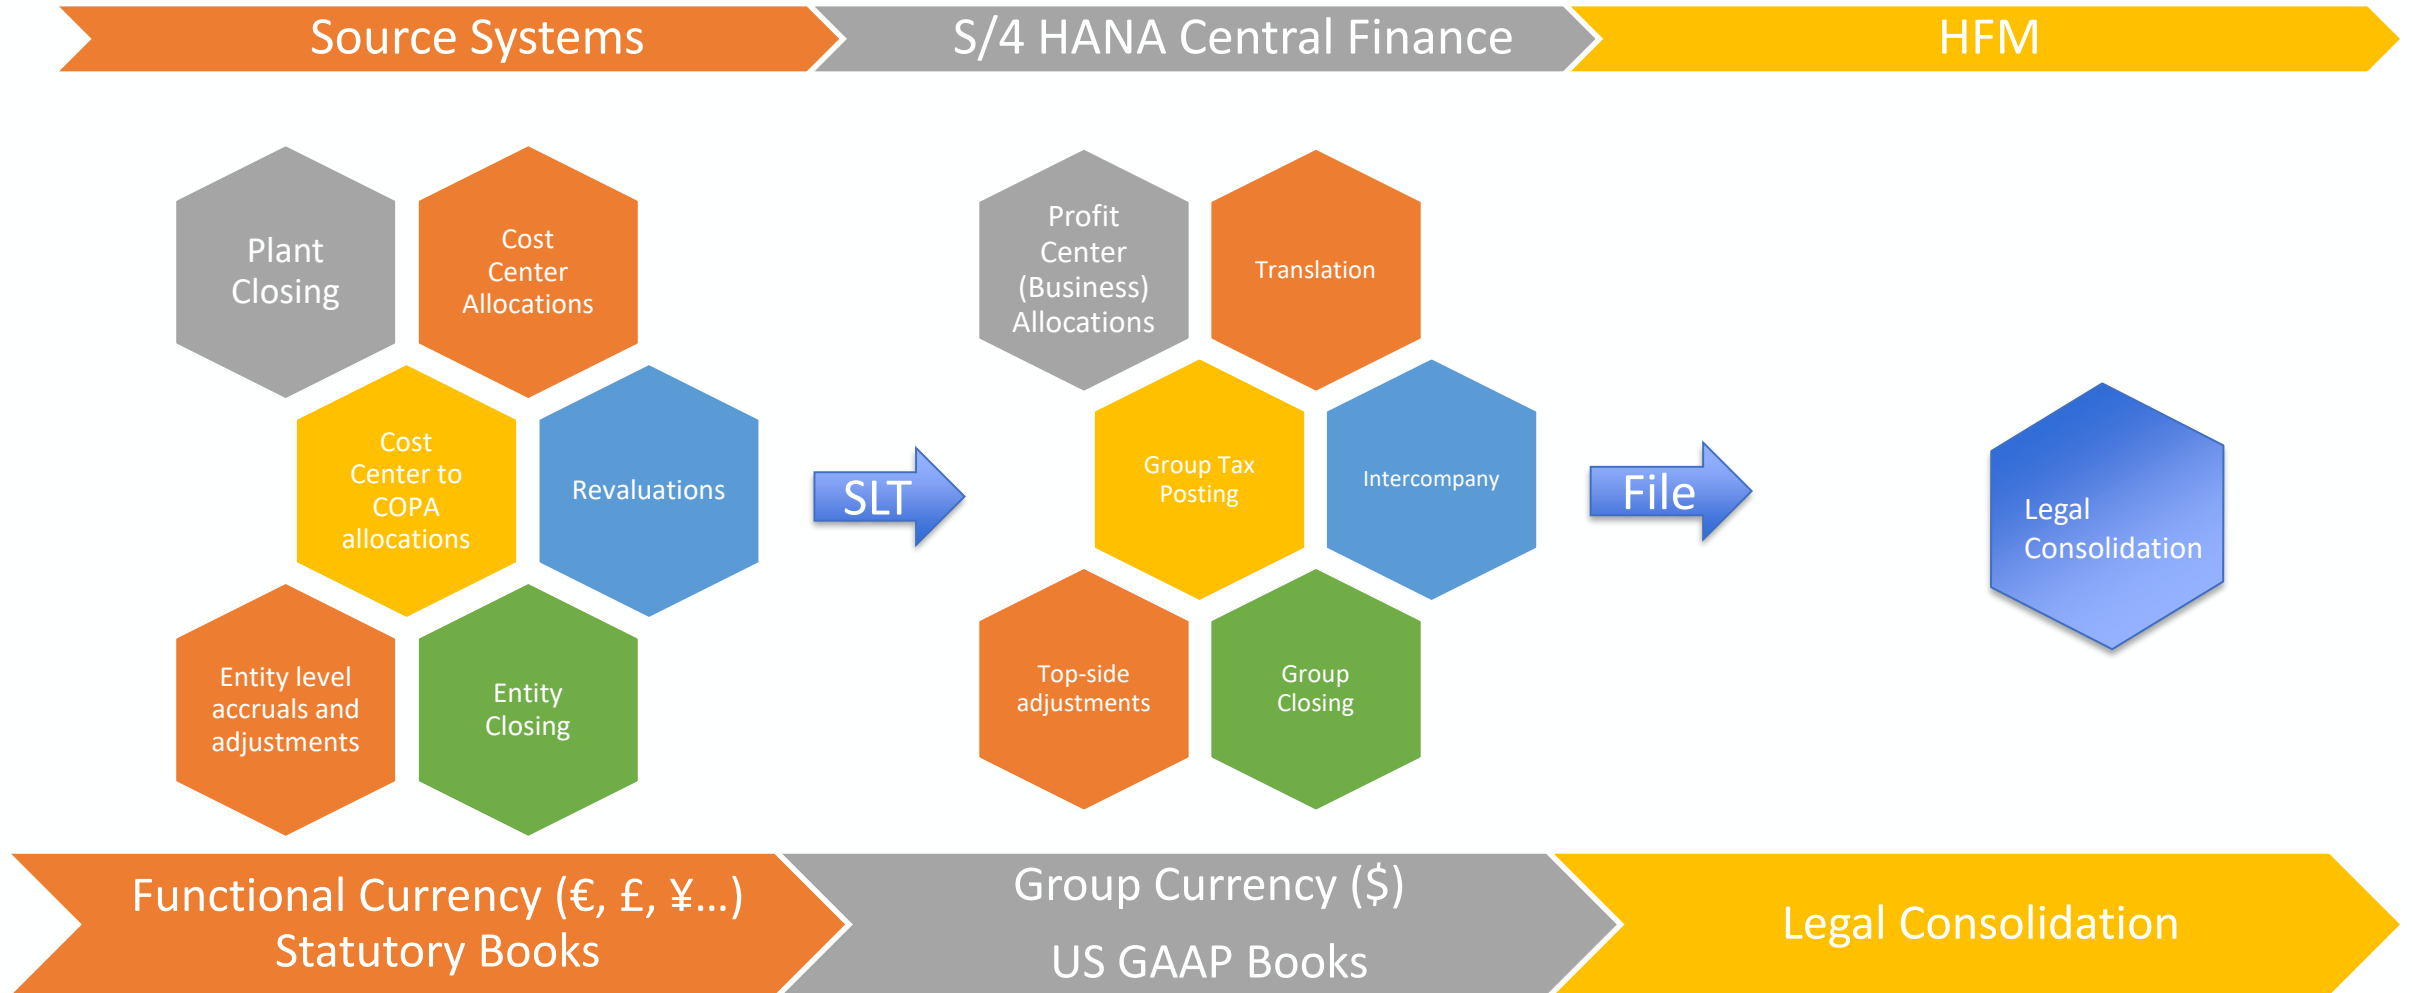 Source Systems
S/4 HANA Central Finance
HFM
Plant
Closing
Cost
Center
Allocations
Cost
Center to
COPA
allocations
Revaluations
Entity level
accruals and
adjustments
Entity
Closing
SLT
Profit
Center
(Business)
Allocations
Translation
Group Tax
Posting
Intercompany
Top-side
adjustments
Group
Closing
File
Legal
Consolidation
Functional Currency (€, £, ¥…)
Statutory Books
Group Currency ($)
US GAAP Books
Legal Consolidation